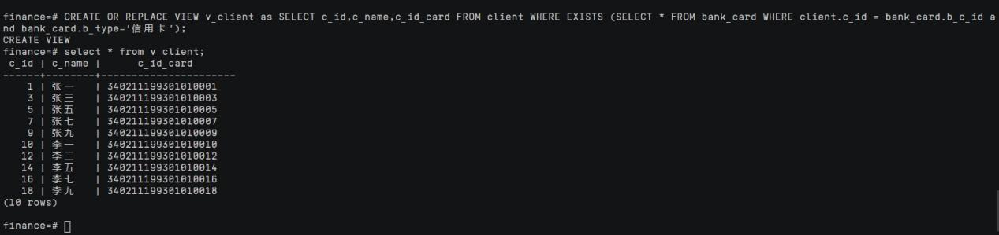 finance=# CREATE OR REPLACE VIEW v_client as SELECT c_id,c_name,c_id_card FROM client WHERE EXISTS (SELECT * FROM bank_card WHERE client.c_id = bank_card.b_c_id a
nd bank_card.b_type='信用卡');
CREATE VIEW
finance=# select * from v_client;
 c_id | c_name |      c_id_card
------+--------+--------------------
    1 | 张一   | 340211199301010001
    3 | 张三   | 340211199301010003
    5 | 张五   | 340211199301010005
    7 | 张七   | 340211199301010007
    9 | 张九   | 340211199301010009
   10 | 李一   | 340211199301010010
   12 | 李三   | 340211199301010012
   14 | 李五   | 340211199301010014
   16 | 李七   | 340211199301010016
   18 | 李九   | 340211199301010018
(10 rows)
finance=#